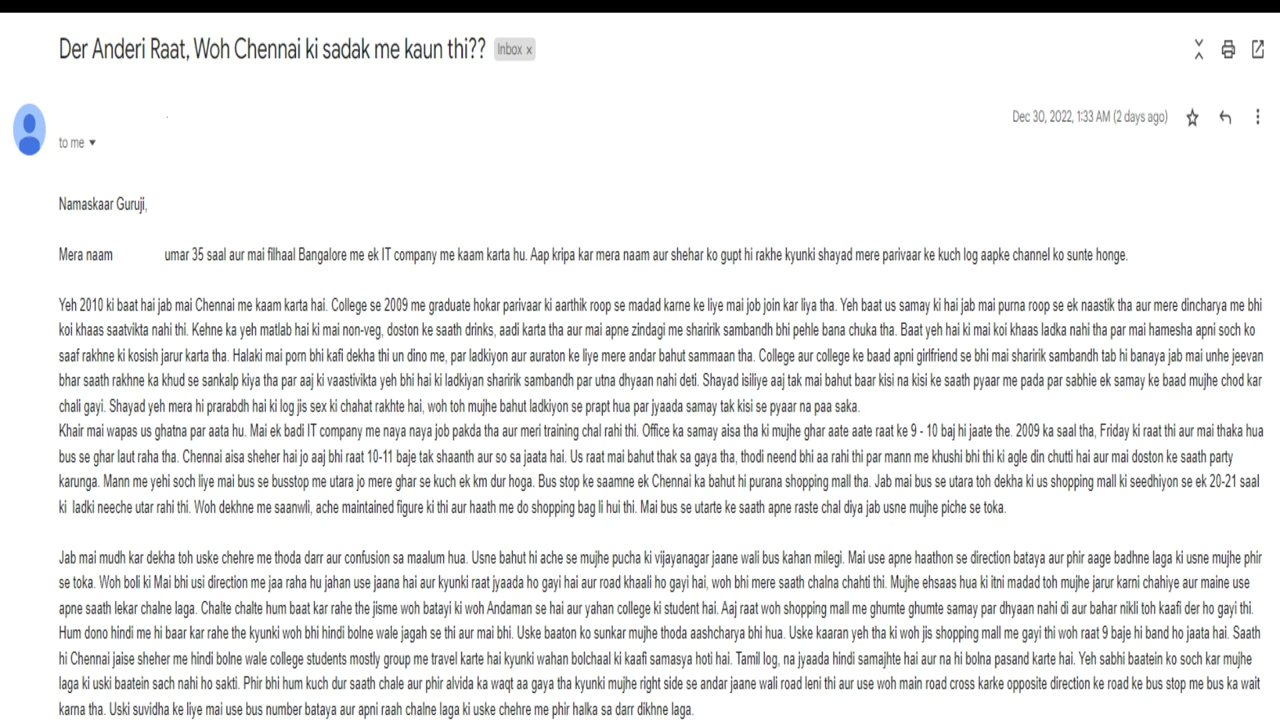 Der Anderi Raat, Woh Chennai ki sadak me kaun thi?? Inbox x
Dec 30, 2022, 1:33 AM (2 days ago)
to me
Namaskaar Guruji,
Mera naam umar 35 saal aur mai filhaal Bangalore me ek IT company me kaam karta hu. Aap kripa kar mera naam aur shehar ko gupt hi rakhe kyunki shayad mere parivaar ke kuch log aapke channel ko sunte honge.
Yeh 2010 ki baat hai jab mai Chennai me kaam karta hai. College se 2009 me graduate hokar parivaar ki aarthik roop se madad karne ke liye mai job join kar liya tha. Yeh baat us samay ki hai jab mai purna roop se ek naastik tha aur mere dincharya me bhi
koi khaas saatvikta nahi thi. Kehne ka yeh matlab hai ki mai non-veg, doston ke saath drinks, aadi karta tha aur mai apne zindagi me sharirik sambandh bhi pehle bana chuka tha. Baat yeh hai ki mai koi khaas ladka nahi tha par mai hamesha apni soch ko
saaf rakhne ki kosish jarur karta tha. Halaki mai porn bhi kafi dekha thi un dino me, par ladkiyon aur auraton ke liye mere andar bahut sammaan tha. College aur college ke baad apni girlfriend se bhi mai sharirik sambandh tab hi banaya jab mai unhe jeevan
bhar saath rakhne ka khud se sankalp kiya tha par aaj ki vaastivikta yeh bhi hai ki ladkiyan sharirik sambandh par utna dhyaan nahi deti. Shayad isiliye aaj tak mai bahut baar kisi na kisi ke saath pyaar me pada par sabhie ek samay ke baad mujhe chod kar
chali gayi. Shayad yeh mera hi prarabdh hai ki log jis sex ki chahat rakhte hai, woh toh mujhe bahut ladkiyon se prapt hua par jyaada samay tak kisi se pyaar na paa saka.
Khair mai wapas us ghatna par aata hu. Mai ek badi IT company me naya naya job pakda tha aur meri training chal rahi thi. Office ka samay aisa tha ki mujhe ghar aate aate raat ke 9 - 10 baj hi jaate the. 2009 ka saal tha, Friday ki raat thi aur mai thaka hua
bus se ghar laut raha tha. Chennai aisa sheher hai jo aaj bhi raat 10-11 baje tak shaanth aur so sa jaata hai. Us raat mai bahut thak sa gaya tha, thodi neend bhi aa rahi thi par mann me khushi bhi thi ki agle din chutti hai aur mai doston ke saath party
karunga. Mann me yehi soch liye mai bus se busstop me utara jo mere ghar se kuch ek km dur hoga. Bus stop ke saamne ek Chennai ka bahut hi purana shopping mall tha. Jab mai bus se utara toh dekha ki us shopping mall ki seedhiyon se ek 20-21 saal
ki ladki neeche utar rahi thi. Woh dekhne me saanwli, ache maintained figure ki thi aur haath me do shopping bag li hui thi. Mai bus se utarte ke saath apne raste chal diya jab usne mujhe piche se toka.
Jab mai mudh kar dekha toh uske chehre me thoda darr aur confusion sa maalum hua. Usne bahut hi ache se mujhe pucha ki vijayanagar jaane wali bus kahan milegi. Mai use apne haathon se direction bataya aur phir aage badhne laga ki usne mujhe phir
se toka. Woh boli ki Mai bhi usi direction me jaa raha hu jahan use jaana hai aur kyunki raat jyaada ho gayi hai aur road khaali ho gayi hai, woh bhi mere saath chalna chahti thi. Mujhe ehsaas hua ki itni madad toh mujhe jarur karni chahiye aur maine use
apne saath lekar chalne laga. Chalte chalte hum baat kar rahe the jisme woh batayi ki woh Andaman se hai aur yahan college ki student hai. Aaj raat woh shopping mall me ghumte ghumte samay par dhyaan nahi di aur bahar nikli toh kaafi der ho gayi thi.
Hum dono hindi me hi baar kar rahe the kyunki woh bhi hindi bolne wale jagah se thi aur mai bhi. Uske baaton ko sunkar mujhe thoda aashcharya bhi hua. Uske kaaran yeh tha ki woh jis shopping mall me gayi thi woh raat 9 baje hi band ho jaata hai. Saath
hi Chennai jaise sheher me hindi bolne wale college students mostly group me travel karte hai kyunki wahan bolchaal ki kaafi samasya hoti hai. Tamil log, na jyaada hindi samajhte hai aur na hi bolna pasand karte hai. Yeh sabhi baatein ko soch kar mujhe
laga ki uski baatein sach nahi ho sakti. Phir bhi hum kuch dur saath chale aur phir alvida ka waqt aa gaya tha kyunki mujhe right side se andar jaane wali road leni thi aur use woh main road cross karke opposite direction ke road ke bus stop me bus ka wait
karna tha. Uski suvidha ke liye mai use bus number bataya aur apni raah chalne laga ki uske chehre me phir halka sa darr dikhne laga.